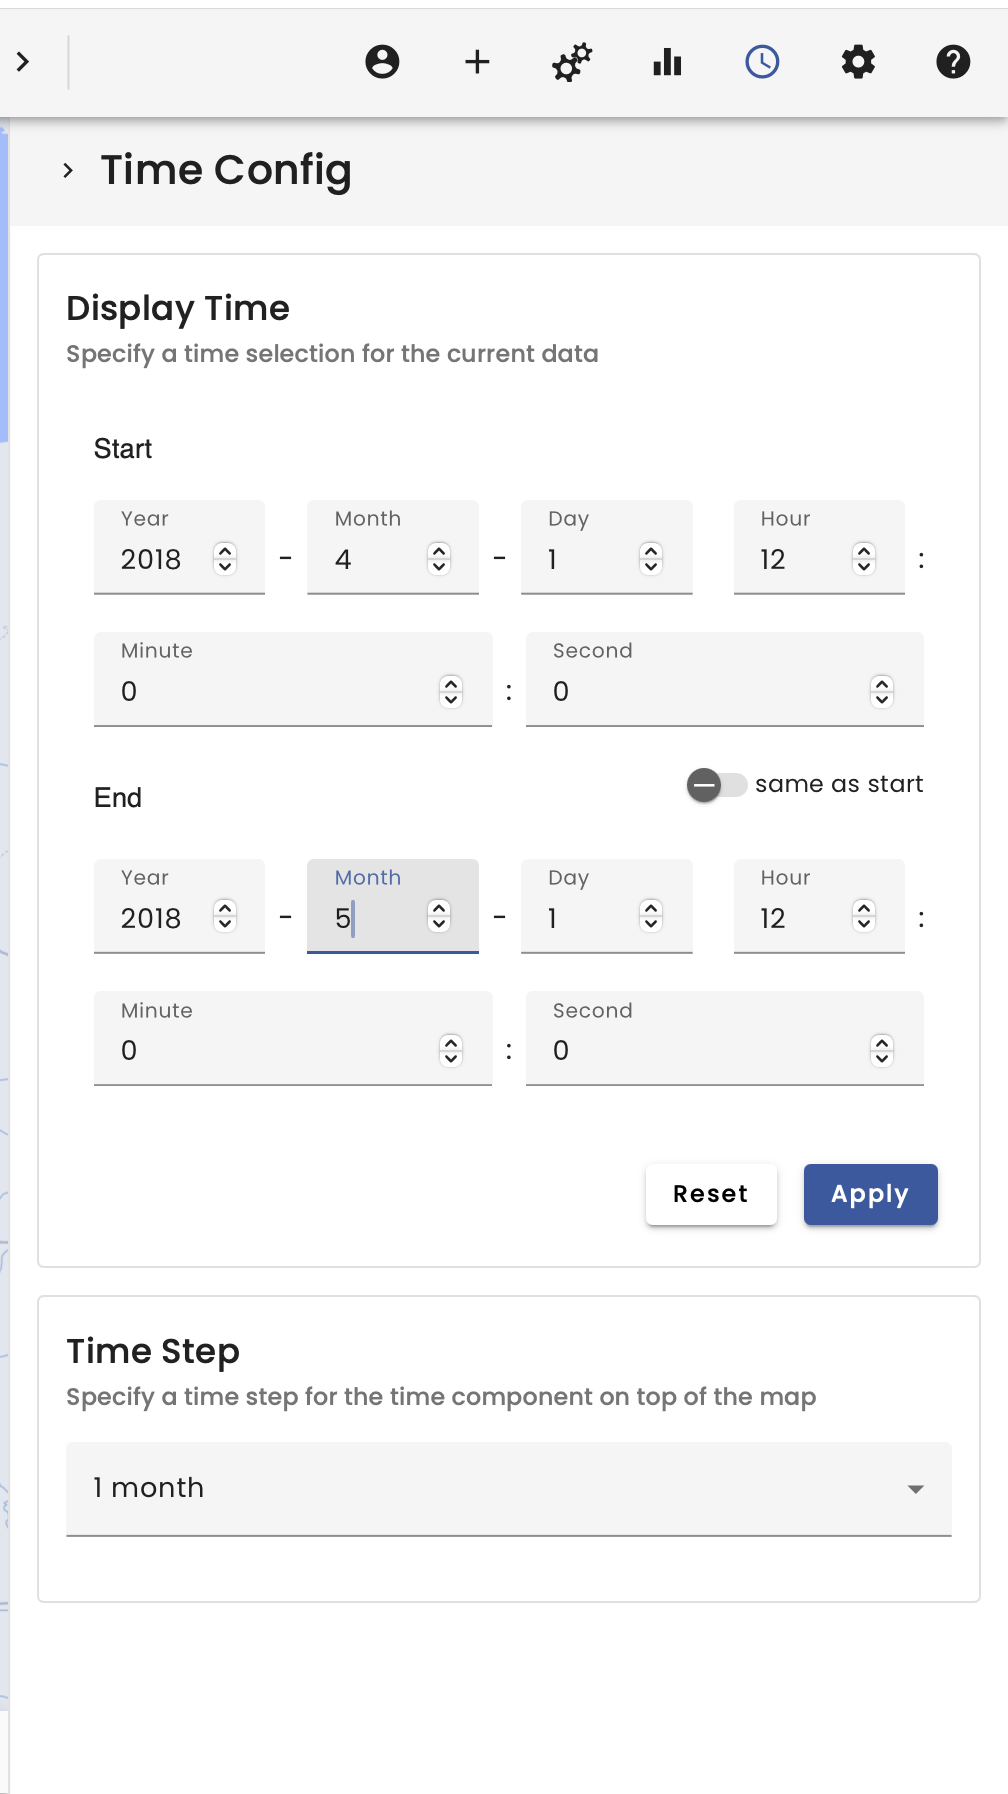 Time Config
Display Time
Specify a time selection for the current data
Start
Year Month Day Hour
2018 - 4 - 1 12 :
Minute Second
0 : 0
End same as start
Year Month Day Hour
2018 - 5 - 1 12 :
Minute Second
0 : 0
Reset Apply
Time Step
Specify a time step for the time component on top of the map
1 month